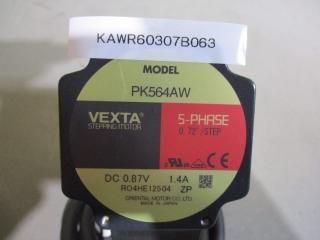 KAWR60307B063
MODEL
PK564AW
VEXTA®
STEPPING MOTOR
5-PHASE
0.72°/STEP
DC 0.87V 1.4A
RO4HE12504 ZP
ORIENTAL MOTOR CO.,LTD.
MADE IN JAPAN